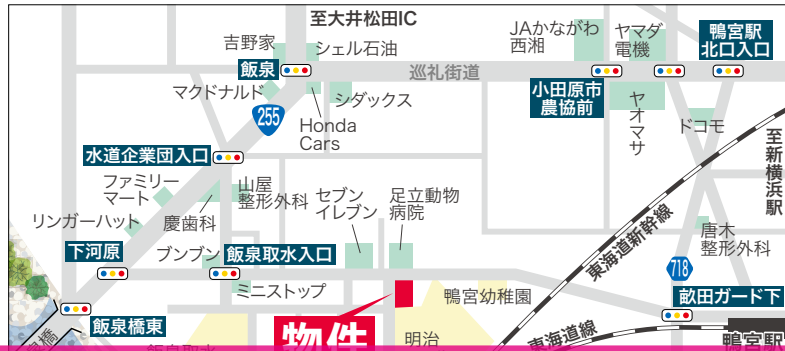 至大井松田IC
吉野家
シェル石油
JAかながわ
西湘
ヤマダ
電機
鴨宮駅
北口入口
飯泉
巡礼街道
マクドナルド
シダックス
小田原市
農協前
255
Honda
Cars
ヤオマサ
ドコモ
至新横浜駅
水道企業団入口
ファミリー
マート
山屋
整形外科
セブン
イレブン
足立動物
病院
リンガーハット
慶歯科
東海道新幹線
唐木
整形外科
下河原
ブンブン
飯泉取水入口
718
ミニストップ
鴨宮幼稚園
畝田ガード下
飯泉橋東
物件
明治
東海道線
鴨宮駅
飯泉取水